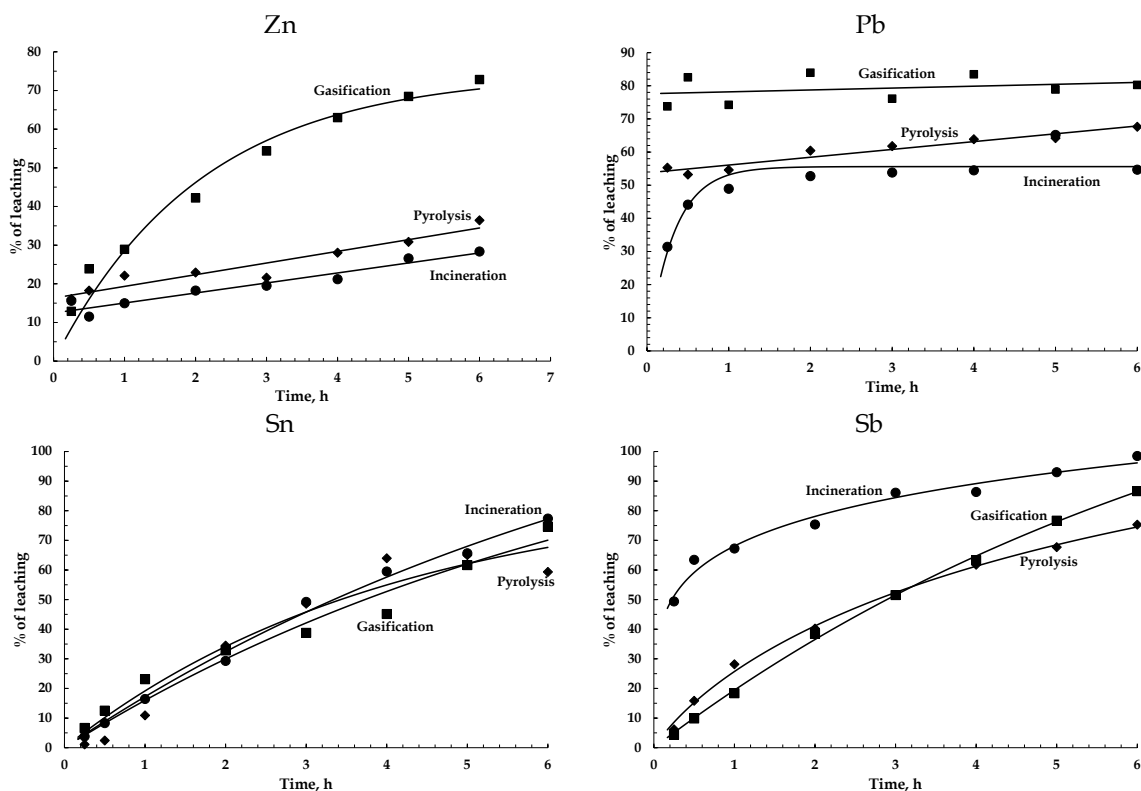 Zn
80
70
60
50
40
30
20
10
0
% of leaching
Gasification
Pyrolysis
Incineration
0 1 2 3 4 5 6 7
Time, h
Pb
90
80
70
60
50
40
30
20
10
0
% of leaching
Gasification
Pyrolysis
Incineration
0 1 2 3 4 5 6
Time, h
Sn
100
90
80
70
60
50
40
30
20
10
0
% of leaching
Incineration
Pyrolysis
Gasification
0 1 2 3 4 5 6
Time, h
Sb
100
90
80
70
60
50
40
30
20
10
0
% of leaching
Incineration
Gasification
Pyrolysis
0 1 2 3 4 5 6
Time, h